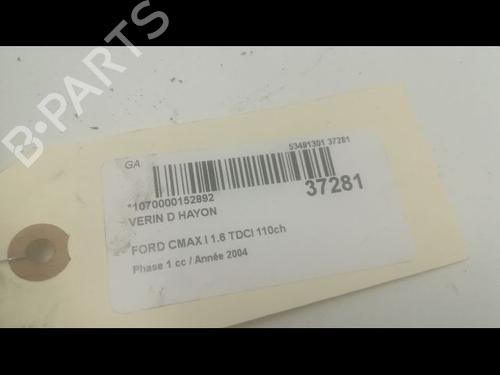 B-PARTS
GA
53491301 37281
*1070000152892
37281
VERIN D HAYON
FORD CMAX I 1.6 TDCI 110ch
Phase 1 cc / Année 2004